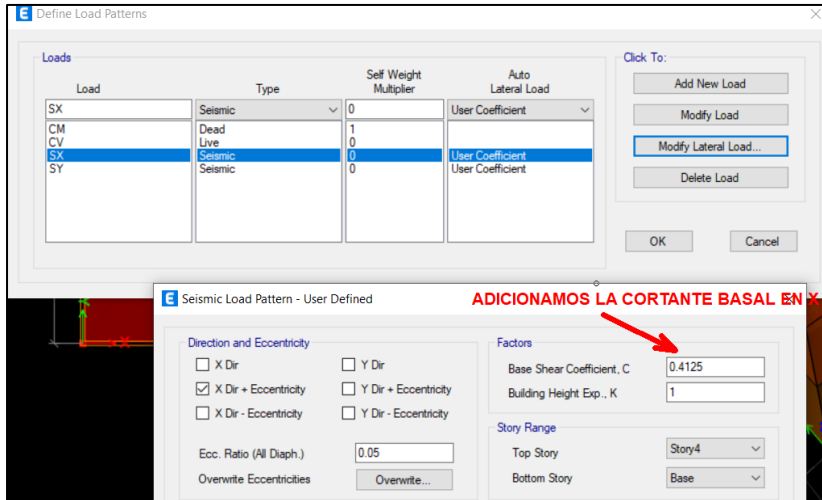 E Define Load Patterns
Loads
Click To:
Load Type Self Weight Multiplier Auto Lateral Load
SX Seismic 0 User Coefficient
CM Dead 1
CV Live 0
SX Seismic 0 User Coefficient
SY Seismic 0 User Coefficient
Add New Load
Modify Load
Modify Lateral Load...
Delete Load
OK Cancel
E Seismic Load Pattern - User Defined
ADICIONAMOS LA CORTANTE BASAL EN X
Direction and Eccentricity
X Dir Y Dir
X Dir + Eccentricity Y Dir + Eccentricity
X Dir - Eccentricity Y Dir - Eccentricity
Ecc. Ratio (All Diaph.) 0.05
Overwrite Eccentricities Overwrite...
Factors
Base Shear Coefficient, C 0.4125
Building Height Exp., K 1
Story Range
Top Story Story4
Bottom Story Base